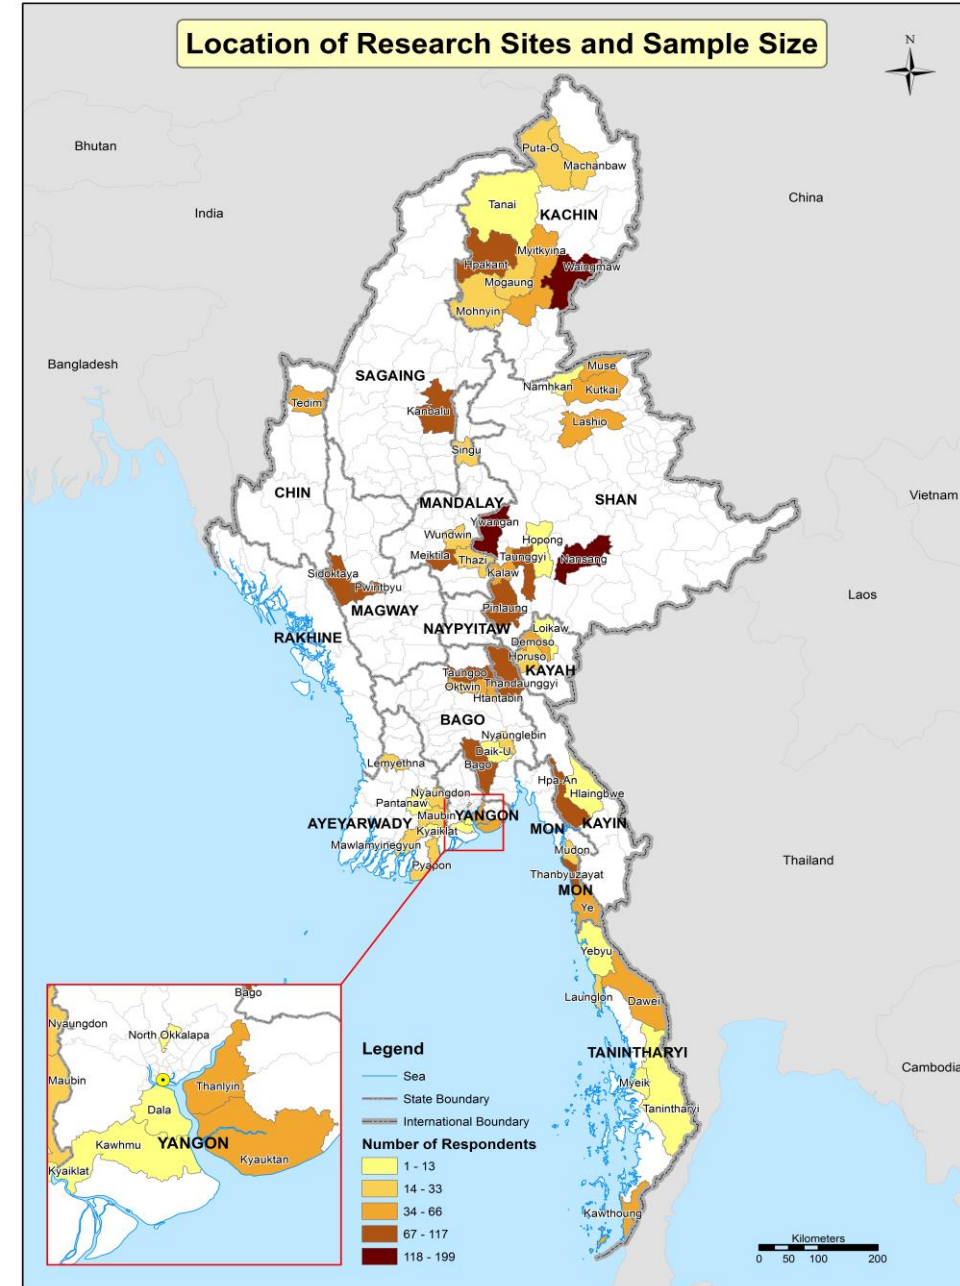 Location of Research Sites and Sample Size
N
Bhutan
India
China
Bangladesh
Vietnam
Laos
Thailand
Cambodia
Puta-O
Machanbaw
Tanai
KACHIN
Myitkyina
Hpakant
Waingmaw
Mogaung
Mohnyin
SAGAING
Muse
Namhkan
Kutkai
Tedim
Kanbalu
Lashio
Singu
CHIN
MANDALAY
SHAN
Ywangan
Wundwin
Hopong
Meiktila
Thazi
Taunggyi
Nansang
Kalaw
Sidoktaya
Pwintbyu
Pinlaung
MAGWAY
NAYPYITAW
RAKHINE
Loikaw
Demoso
Hpruso
KAYAH
Taungoo
Thandaunggyi
Oktwin
Htantabin
BAGO
Nyaunglebin
Daik-U
Bago
Lemyethna
Hpa-An
Hlaingbwe
Nyaungdon
Pantanaw
Maubin
YANGON
AYEYARWADY
Kyaiklat
MON
KAYIN
Mawlamyinegyun
Mudon
Pyapon
Thanbyuzayat
MON
Ye
Yebyu
Launglon
Dawei
TANINTHARYI
Myeik
Tanintharyi
Kawthoung
Bago
Nyaungdon
North Okkalapa
Maubin
Thanlyin
Dala
YANGON
Kawhmu
Kyauktan
Kyaiklat
Legend
Sea
State Boundary
International Boundary
Number of Respondents
1 - 13
14 - 33
34 - 66
67 - 117
118 - 199
Kilometers
0 50 100 200